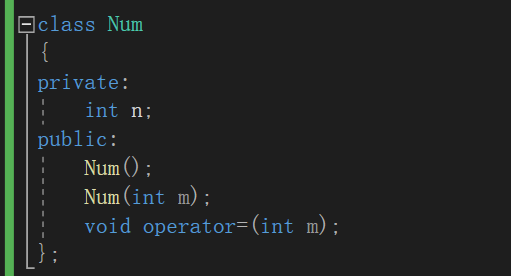 class Num
{
private:
    int n;
public:
    Num();
    Num(int m);
    void operator=(int m);
};